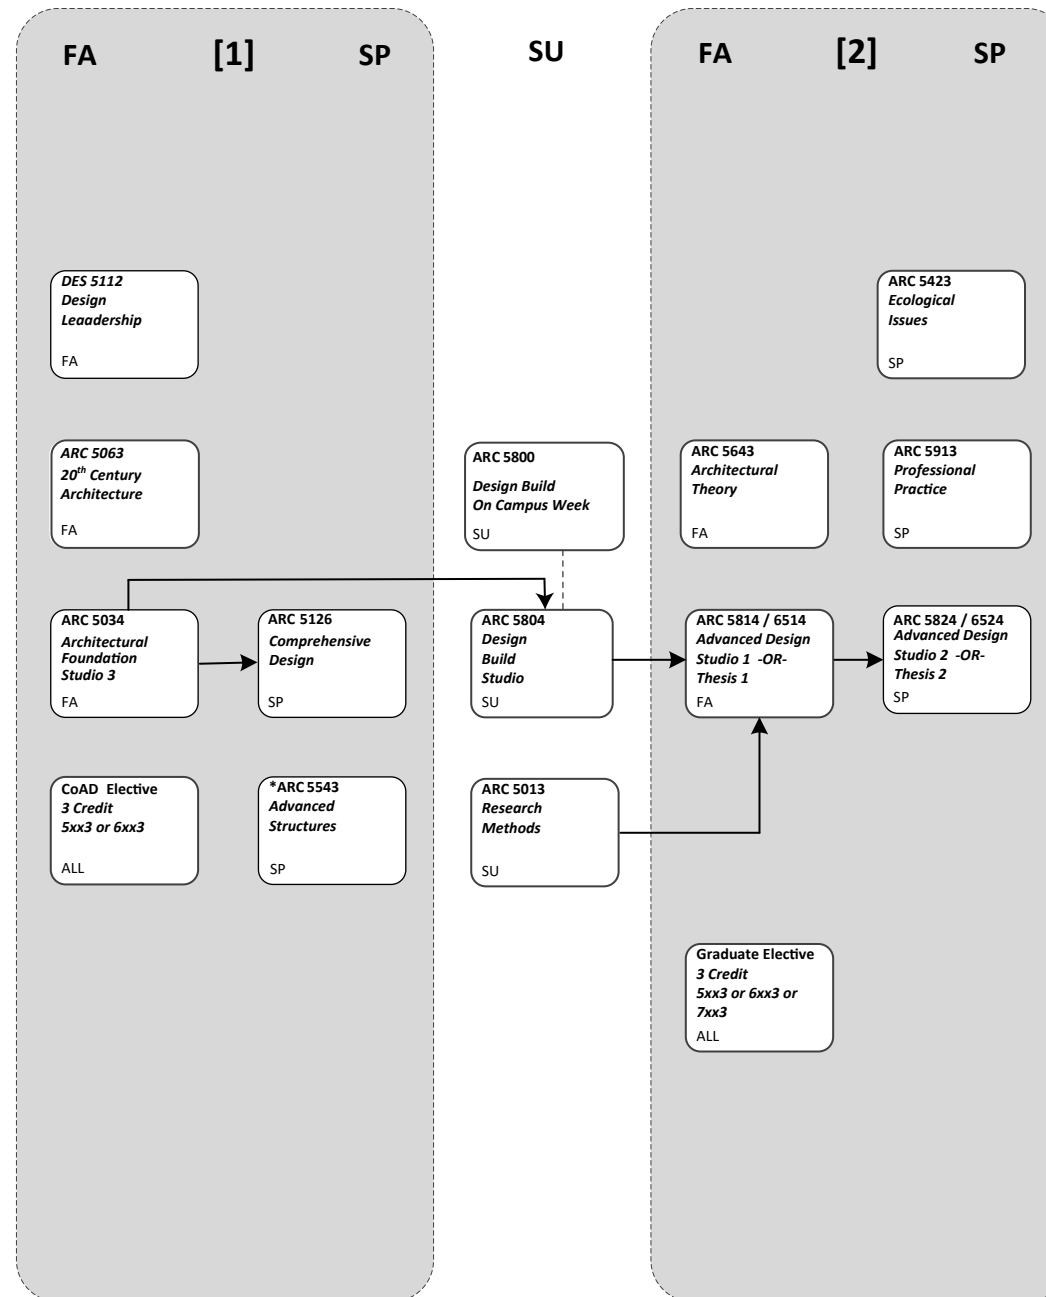 FA [1] SP SU FA [2] SP
DES 5112
Design
Leaadership
FA
ARC 5423
Ecological
Issues
SP
ARC 5063
20th Century
Architecture
FA
ARC 5800
Design Build
On Campus Week
SU
ARC 5643
Architectural
Theory
FA
ARC 5913
Professional
Practice
SP
ARC 5034
Architectural
Foundation
Studio 3
FA
ARC 5126
Comprehensive
Design
SP
ARC 5804
Design
Build
Studio
SU
ARC 5814 / 6514
Advanced Design
Studio 1 -OR-
Thesis 1
FA
ARC 5824 / 6524
Advanced Design
Studio 2 -OR-
Thesis 2
SP
CoAD Elective
3 Credit
5xx3 or 6xx3
ALL
*ARC 5543
Advanced
Structures
SP
ARC 5013
Research
Methods
SU
Graduate Elective
3 Credit
5xx3 or 6xx3 or
7xx3
ALL